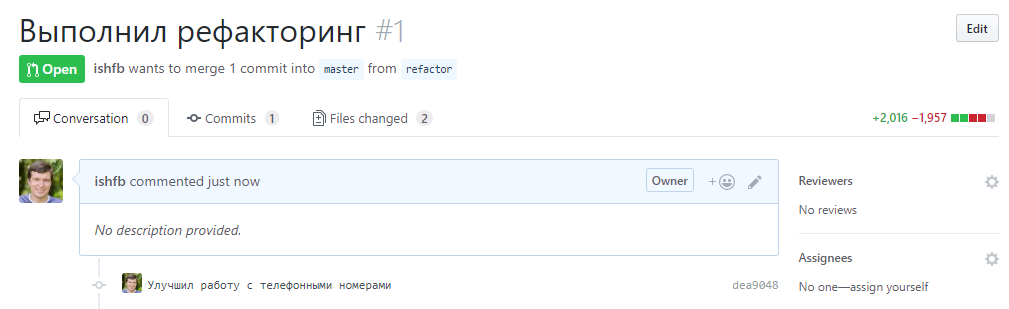 Выполнил рефакторинг #1
Edit
Open ishfb wants to merge 1 commit into master from refactor
Conversation 0 Commits 1 Files changed 2 +2,016 −1,957
ishfb commented just now Owner +
No description provided.
Улучшил работу с телефонными номерами dea9048
Reviewers
No reviews
Assignees
No one—assign yourself